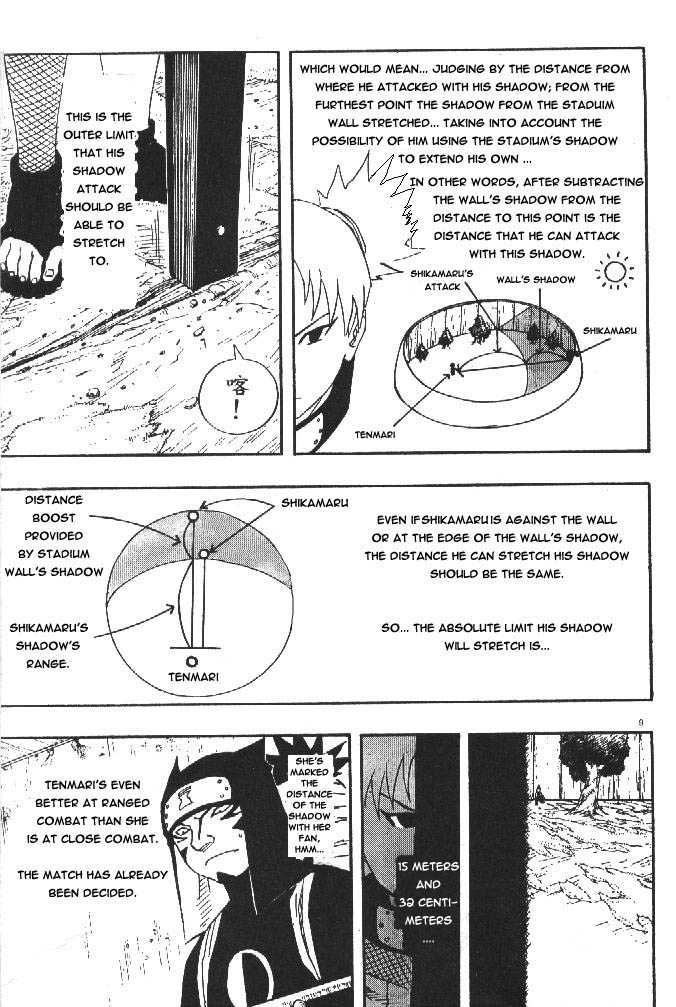 WHICH WOULD MEAN... JUDGING BY THE DISTANCE FROM
WHERE HE ATTACKED WITH HIS SHADOW; FROM THE
FURTHEST POINT THE SHADOW FROM THE STADUIM
WALL STRETCHED... TAKING INTO ACCOUNT THE
POSSIBILITY OF HIM USING THE STADIUM'S SHADOW
TO EXTEND HIS OWN ...
IN OTHER WORDS, AFTER SUBTRACTING
THE WALL'S SHADOW FROM THE
DISTANCE TO THIS POINT IS THE
DISTANCE THAT HE CAN ATTACK
WITH THIS SHADOW.
SHIKAMARU'S
ATTACK
WALL'S SHADOW
SHIKAMARU
TENMARI
THIS IS THE
OUTER LIMIT
THAT HIS
SHADOW
ATTACK
SHOULD BE
ABLE TO
STRETCH
TO.
喀!
EVEN IF SHIKAMARU IS AGAINST THE WALL
OR AT THE EDGE OF THE WALL'S SHADOW,
THE DISTANCE HE CAN STRETCH HIS SHADOW
SHOULD BE THE SAME.
SO... THE ABSOLUTE LIMIT HIS SHADOW
WILL STRETCH IS...
DISTANCE
BOOST
PROVIDED
BY STADIUM
WALL'S SHADOW
SHIKAMARU
SHIKAMARU'S
SHADOW'S
RANGE.
TENMARI
9
15 METERS
AND
32 CENTI-
METERS
....
SHE'S
MARKED
THE
DISTANCE
OF THE
SHADOW
WITH HER
FAN,
HMM...
TENMARI'S EVEN
BETTER AT RANGED
COMBAT THAN SHE
IS AT CLOSE COMBAT.
THE MATCH HAS ALREADY
BEEN DECIDED.